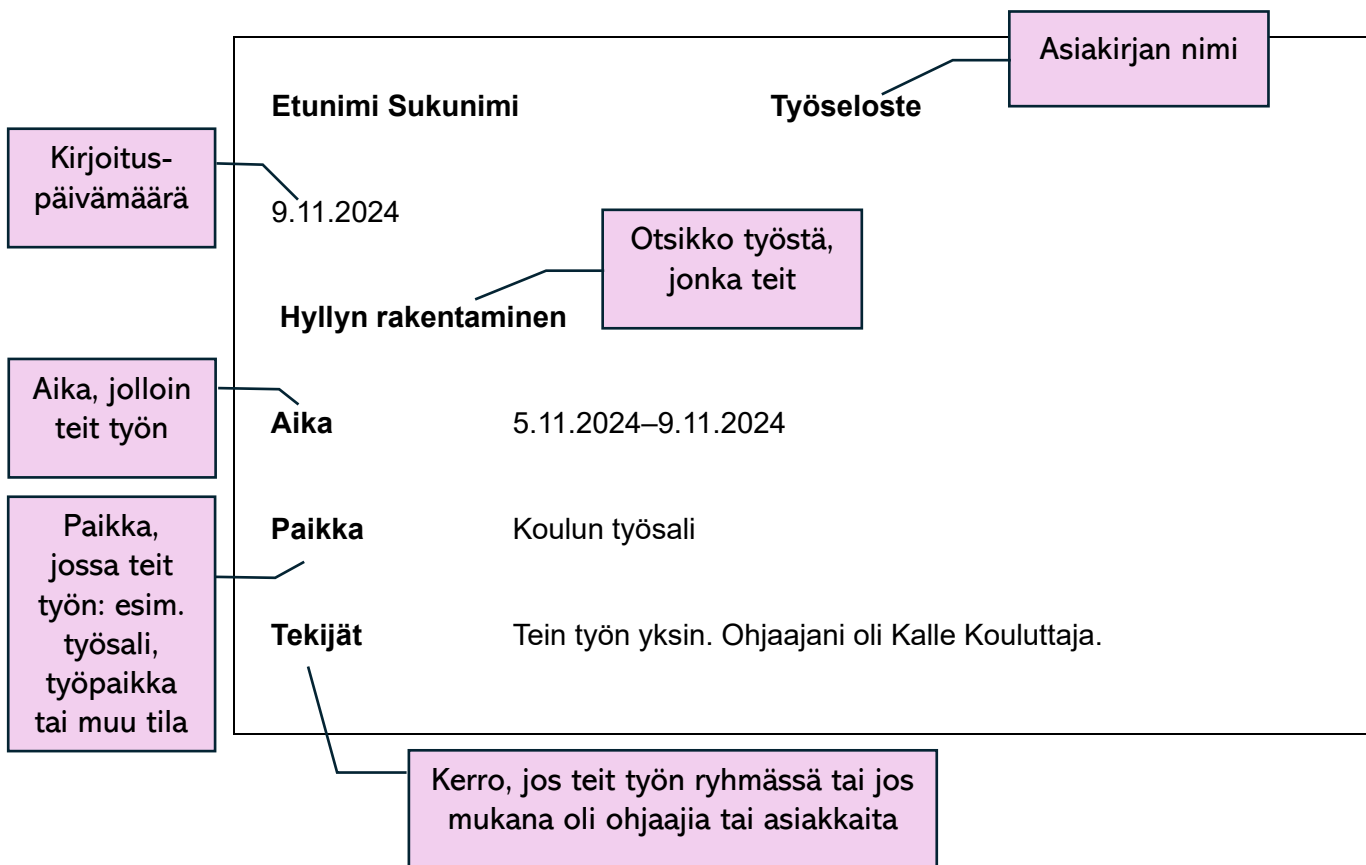 Asiakirjan nimi
Etunimi Sukunimi
Työseloste
Kirjoitus-
päivämäärä
9.11.2024
Otsikko työstä,
jonka teit
Hyllyn rakentaminen
Aika, jolloin
teit työn
Aika
5.11.2024–9.11.2024
Paikka,
jossa teit
työn: esim.
työsali,
työpaikka
tai muu tila
Paikka
Koulun työsali
Tekijät
Tein työn yksin. Ohjaajani oli Kalle Kouluttaja.
Kerro, jos teit työn ryhmässä tai jos
mukana oli ohjaajia tai asiakkaita